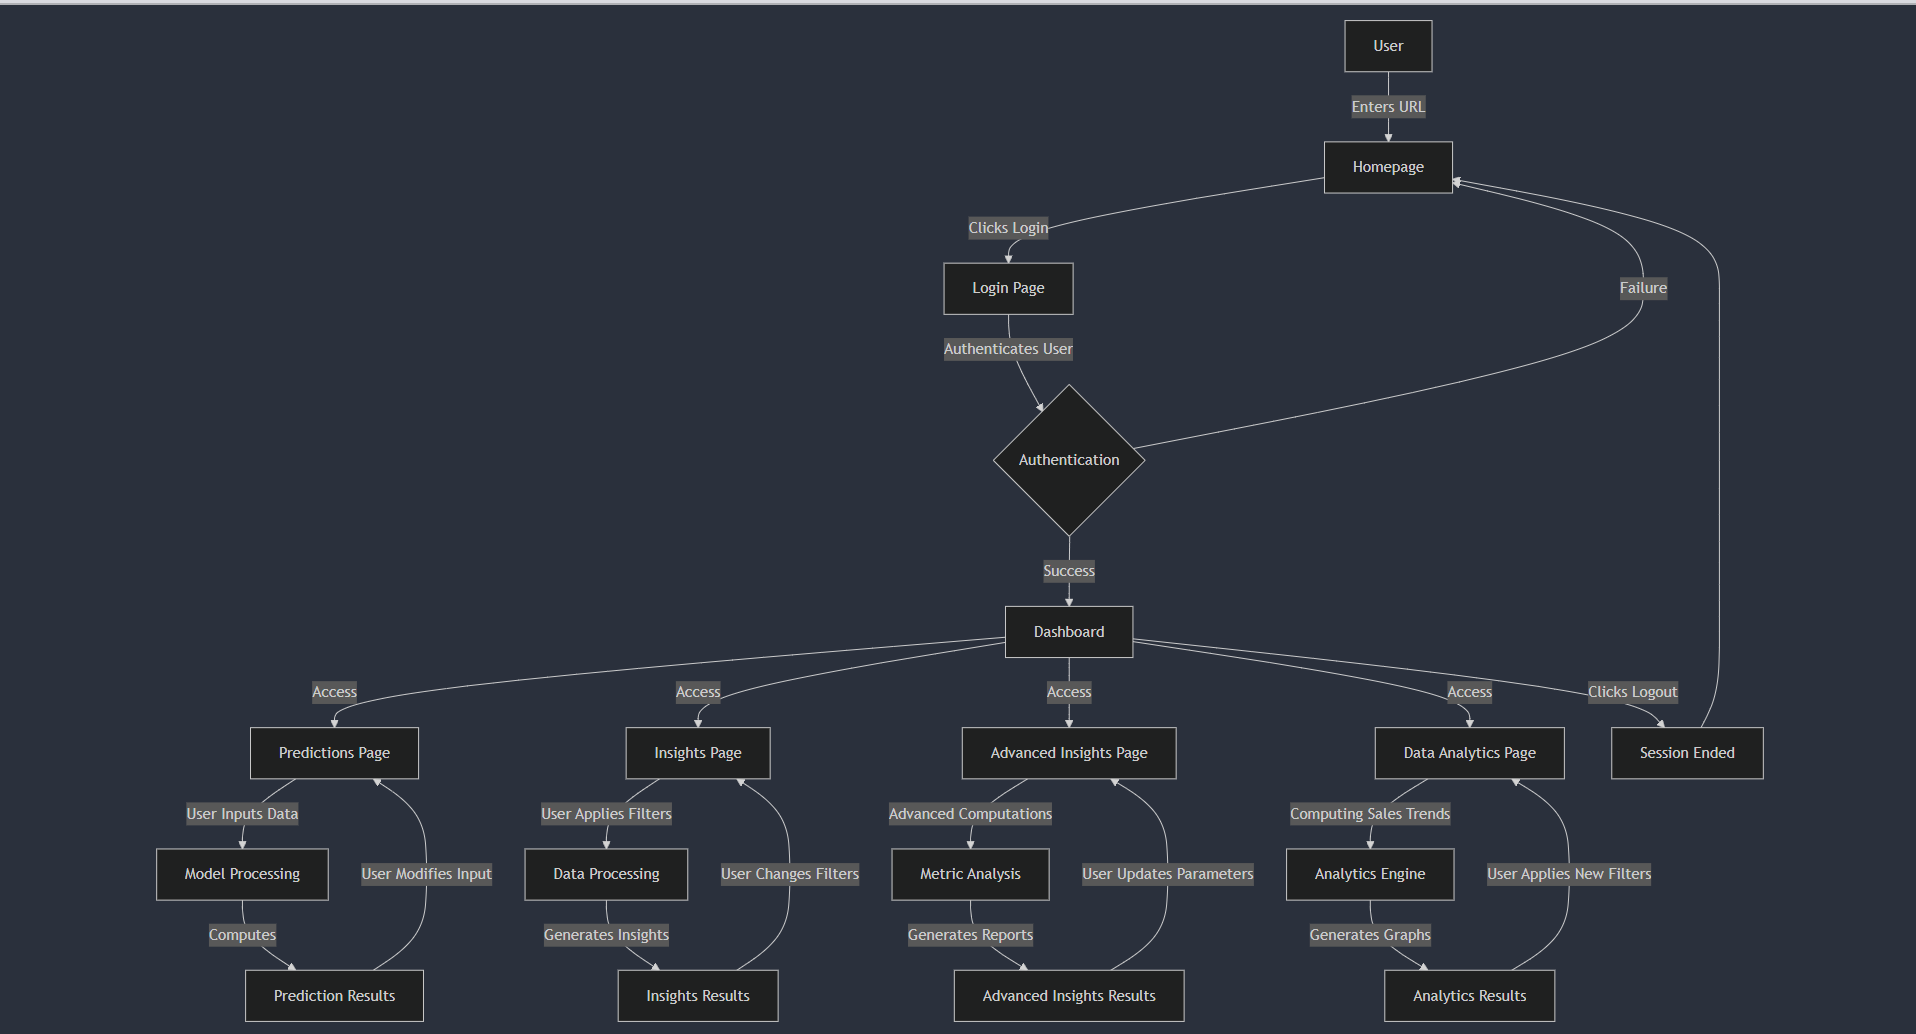 User
Enters URL
Homepage
Clicks Login
Login Page
Failure
Authenticates User
Authentication
Success
Dashboard
Access
Access
Access
Access
Clicks Logout
Predictions Page
Insights Page
Advanced Insights Page
Data Analytics Page
Session Ended
User Inputs Data
User Applies Filters
Advanced Computations
Computing Sales Trends
Model Processing
User Modifies Input
Data Processing
User Changes Filters
Metric Analysis
User Updates Parameters
Analytics Engine
User Applies New Filters
Computes
Generates Insights
Generates Reports
Generates Graphs
Prediction Results
Insights Results
Advanced Insights Results
Analytics Results